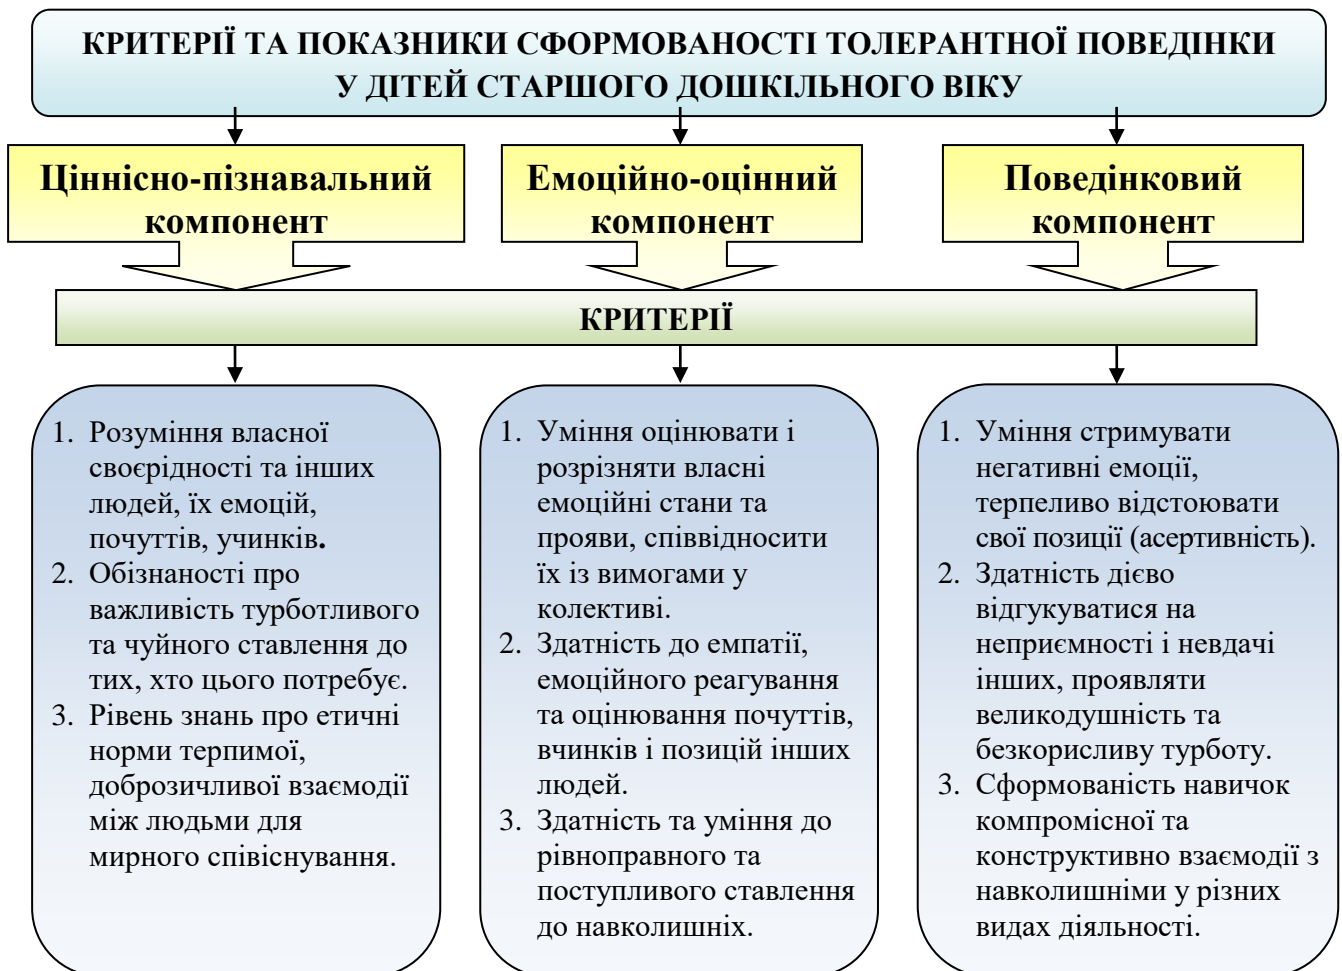 КРИТЕРІЇ ТА ПОКАЗНИКИ СФОРМОВАНОСТІ ТОЛЕРАНТНОЇ ПОВЕДІНКИ
У ДІТЕЙ СТАРШОГО ДОШКІЛЬНОГО ВІКУ
Ціннісно-пізнавальний
компонент
Емоційно-оцінний
компонент
Поведінковий
компонент
КРИТЕРІЇ
1. Розуміння власної
своєрідності та інших
людей, їх емоцій,
почуттів, учинків.
2. Обізнаності про
важливість турботливого
та чуйного ставлення до
тих, хто цього потребує.
3. Рівень знань про етичні
норми терпимої,
доброзичливої взаємодії
між людьми для
мирного співіснування.
1. Уміння оцінювати і
розрізняти власні
емоційні стани та
прояви, співвідносити
їх із вимогами у
колективі.
2. Здатність до емпатії,
емоційного реагування
та оцінювання почуттів,
вчинків і позицій інших
людей.
3. Здатність та уміння до
рівноправного та
поступливого ставлення
до навколишніх.
1. Уміння стримувати
негативні емоції,
терпеливо відстоювати
свої позиції (асертивність).
2. Здатність дієво
відгукуватися на
неприємності і невдачі
інших, проявляти
великодушність та
безкорисливу турботу.
3. Сформованість навичок
компромісної та
конструктивно взаємодії з
навколишніми у різних
видах діяльності.